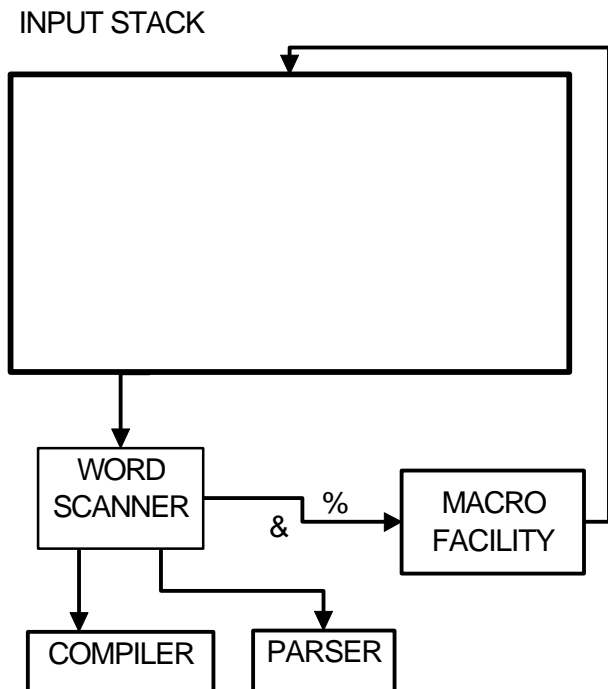 INPUT STACK
WORD
SCANNER
%
&
MACRO
FACILITY
COMPILER
PARSER